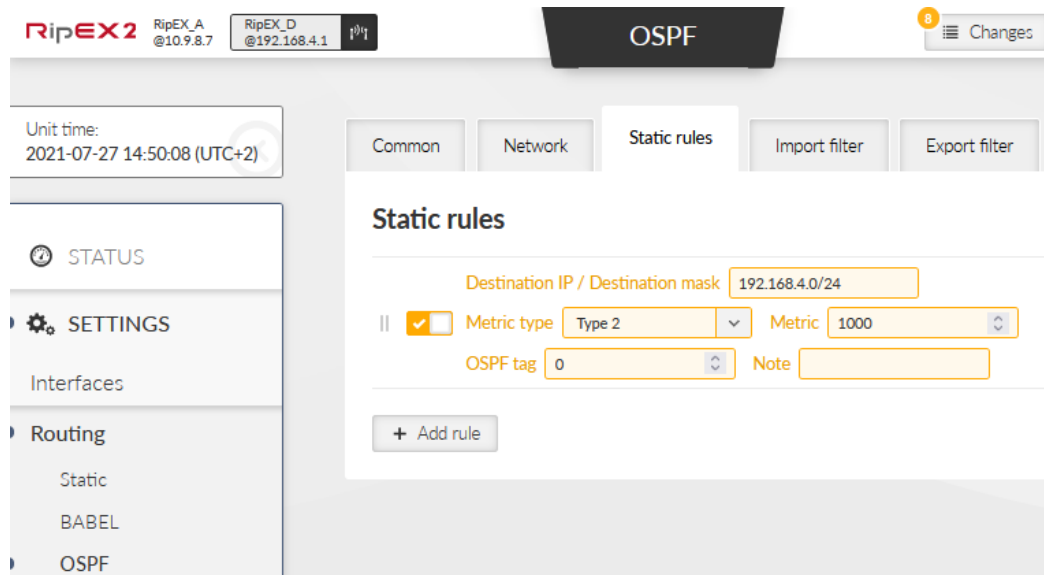 RipEX2
RipEX_A
@10.9.8.7
RipEX_D
@192.168.4.1
OSPF
8
Changes
Unit time:
2021-07-27 14:50:08 (UTC+2)
Common
Network
Static rules
Import filter
Export filter
Static rules
STATUS
Destination IP / Destination mask 192.168.4.0/24
SETTINGS
Metric type Type 2 Metric 1000
OSPF tag 0 Note
Interfaces
Routing
+ Add rule
Static
BABEL
OSPF